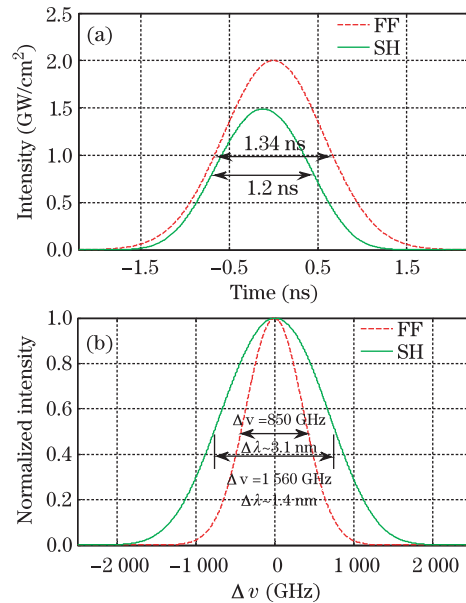 (a)
FF
SH
Intensity (GW/cm²)
2.5
2.0
1.5
1.0
0.5
0.0
1.34 ns
1.2 ns
−1.5
−0.5
0.5
1.5
Time (ns)
(b)
FF
SH
Normalized intensity
1.0
0.8
0.6
0.4
0.2
0.0
Δv =850 GHz
Δλ~3.1 nm
Δv=1 560 GHz
Δλ~1.4 nm
−2 000
−1 000
0
1 000
2 000
Δv (GHz)